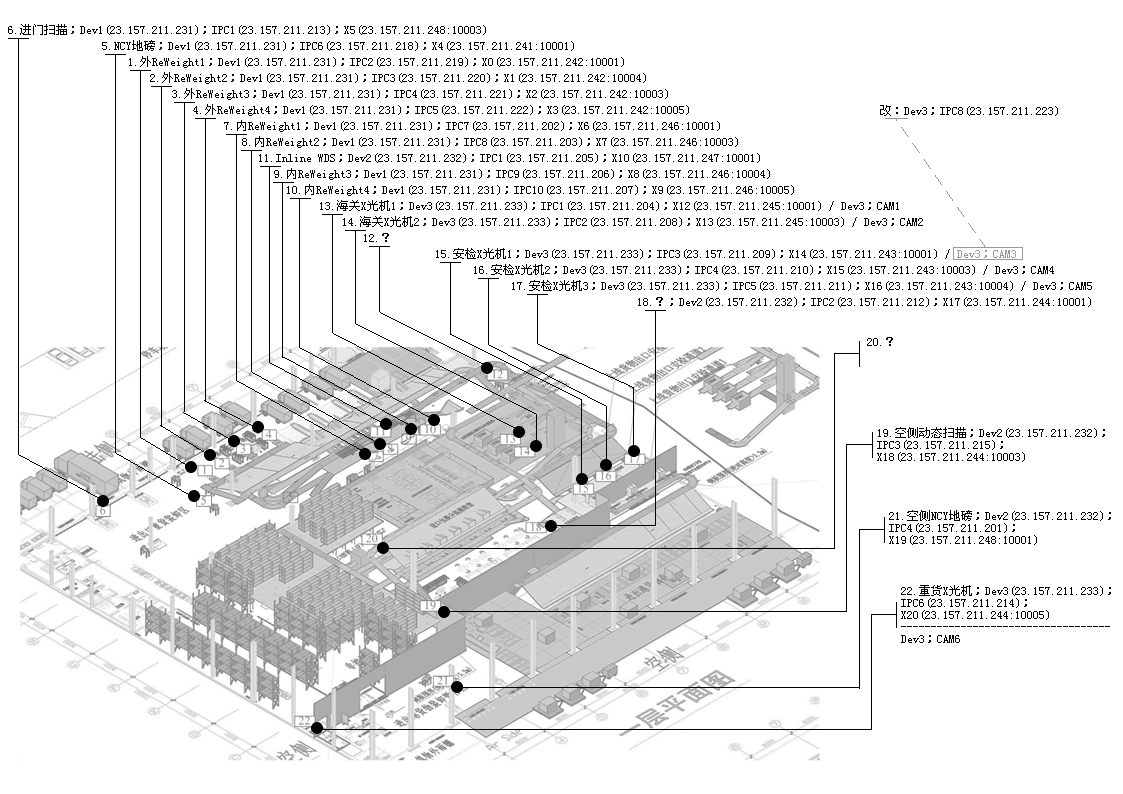 6.进门扫描；Dev1(23.157.211.231)；IPC1(23.157.211.213)；X5(23.157.211.248:10003)
5.NCY地磅；Dev1(23.157.211.231)；IPC6(23.157.211.218)；X4(23.157.211.241:10001)
1.外ReWeight1；Dev1(23.157.211.231)；IPC2(23.157.211.219)；X0(23.157.211.242:10001)
2.外ReWeight2；Dev1(23.157.211.231)；IPC3(23.157.211.220)；X1(23.157.211.242:10004)
3.外ReWeight3；Dev1(23.157.211.231)；IPC4(23.157.211.221)；X2(23.157.211.242:10003)
4.外ReWeight4；Dev1(23.157.211.231)；IPC5(23.157.211.222)；X3(23.157.211.242:10005)
改：Dev3；IPC8(23.157.211.223)
7.内ReWeight1；Dev1(23.157.211.231)；IPC7(23.157.211.202)；X6(23.157.211.246:10001)
8.内ReWeight2；Dev1(23.157.211.231)；IPC8(23.157.211.203)；X7(23.157.211.246:10003)
11.Inline WDS；Dev2(23.157.211.232)；IPC1(23.157.211.205)；X10(23.157.211.247:10001)
9.内ReWeight3；Dev1(23.157.211.231)；IPC9(23.157.211.206)；X8(23.157.211.246:10004)
10.内ReWeight4；Dev1(23.157.211.231)；IPC10(23.157.211.207)；X9(23.157.211.246:10005)
13.海关X光机1；Dev3(23.157.211.233)；IPC1(23.157.211.204)；X12(23.157.211.245:10001) / Dev3；CAM1
14.海关X光机2；Dev3(23.157.211.233)；IPC2(23.157.211.208)；X13(23.157.211.245:10003) / Dev3；CAM2
12.？
15.安检X光机1；Dev3(23.157.211.233)；IPC3(23.157.211.209)；X14(23.157.211.243:10001) / Dev3；CAM3
16.安检X光机2；Dev3(23.157.211.233)；IPC4(23.157.211.210)；X15(23.157.211.243:10003) / Dev3；CAM4
17.安检X光机3；Dev3(23.157.211.233)；IPC5(23.157.211.211)；X16(23.157.211.243:10004) / Dev3；CAM5
18.？；Dev2(23.157.211.232)；IPC2(23.157.211.212)；X17(23.157.211.244:10001)
20.？
19.空侧动态扫描；Dev2(23.157.211.232)；
IPC3(23.157.211.215)；
X18(23.157.211.244:10003)
21.空侧NCY地磅；Dev2(23.157.211.232)；
IPC4(23.157.211.201)；
X19(23.157.211.248:10001)
22.重货X光机；Dev3(23.157.211.233)；
IPC6(23.157.211.214)；
X20(23.157.211.244:10005)
Dev3；CAM6
12
4
3
2
1
10
13
14
17
16
15
5
6
18
20
19
21
22
空侧
一层平面图
Air Side
空侧